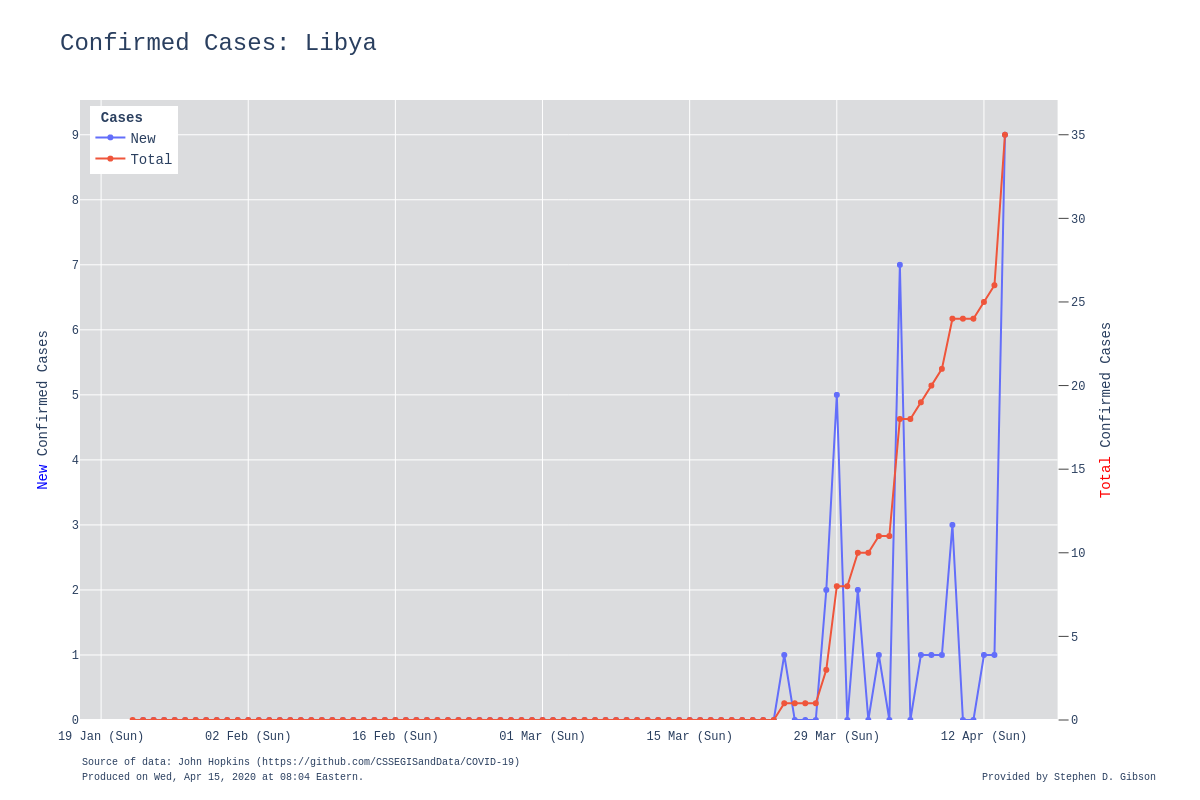 Confirmed Cases: Libya
Cases
New
Total
9
8
7
6
5
4
3
2
1
0
New Confirmed Cases
35
30
25
20
15
10
5
0
Total Confirmed Cases
19 Jan (Sun)
02 Feb (Sun)
16 Feb (Sun)
01 Mar (Sun)
15 Mar (Sun)
29 Mar (Sun)
12 Apr (Sun)
Source of data: John Hopkins (https://github.com/CSSEGISandData/COVID-19)
Produced on Wed, Apr 15, 2020 at 08:04 Eastern.
Provided by Stephen D. Gibson